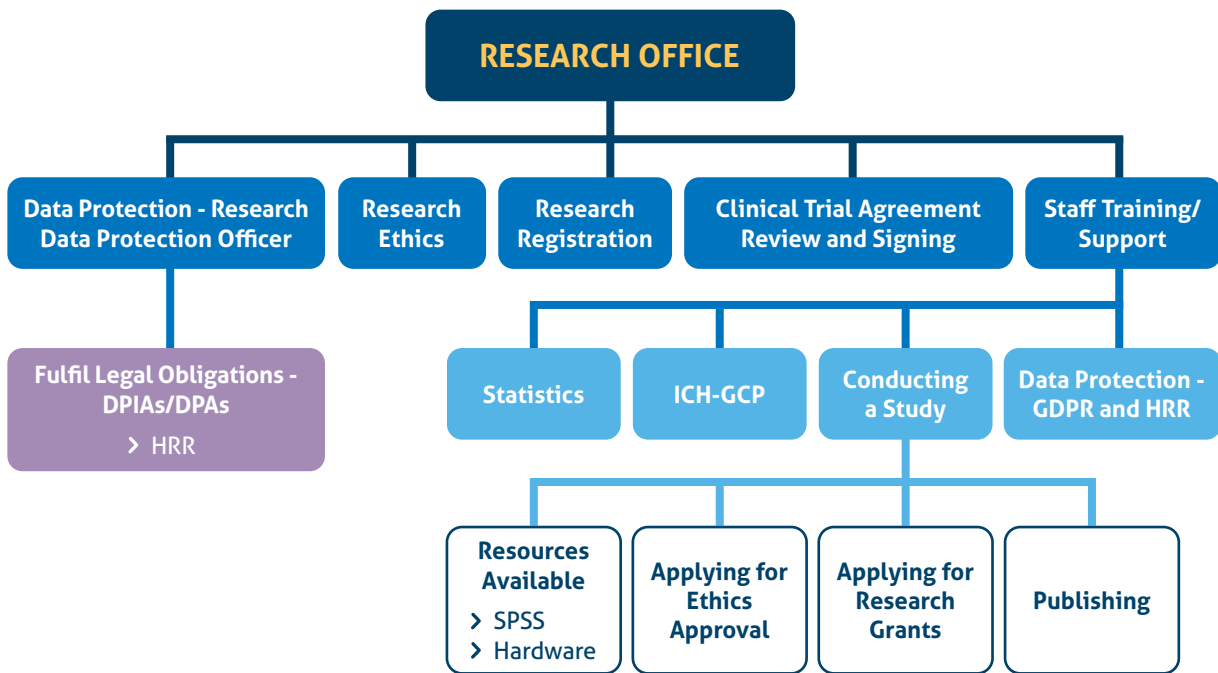 RESEARCH OFFICE
Data Protection - Research
Data Protection Officer
Research
Ethics
Research
Registration
Clinical Trial Agreement
Review and Signing
Staff Training/
Support
Fulfil Legal Obligations -
DPIAs/DPAs
> HRR
Statistics
ICH-GCP
Conducting
a Study
Data Protection -
GDPR and HRR
Resources
Available
> SPSS
> Hardware
Applying for
Ethics
Approval
Applying for
Research
Grants
Publishing